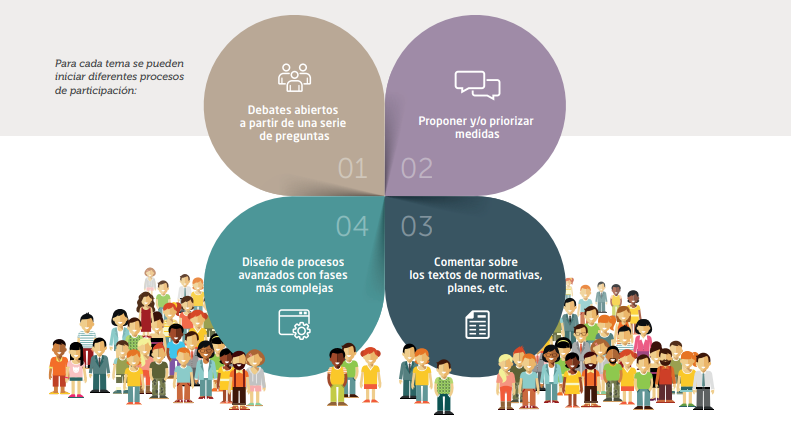 Para cada tema se pueden
iniciar diferentes procesos
de participación:
Debates abiertos
a partir de una serie
de preguntas
01
Proponer y/o priorizar
medidas
02
04
Diseño de procesos
avanzados con fases
más complejas
03
Comentar sobre
los textos de normativas,
planes, etc.